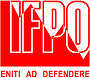 IFPO
ENITI AD DEFENDERE